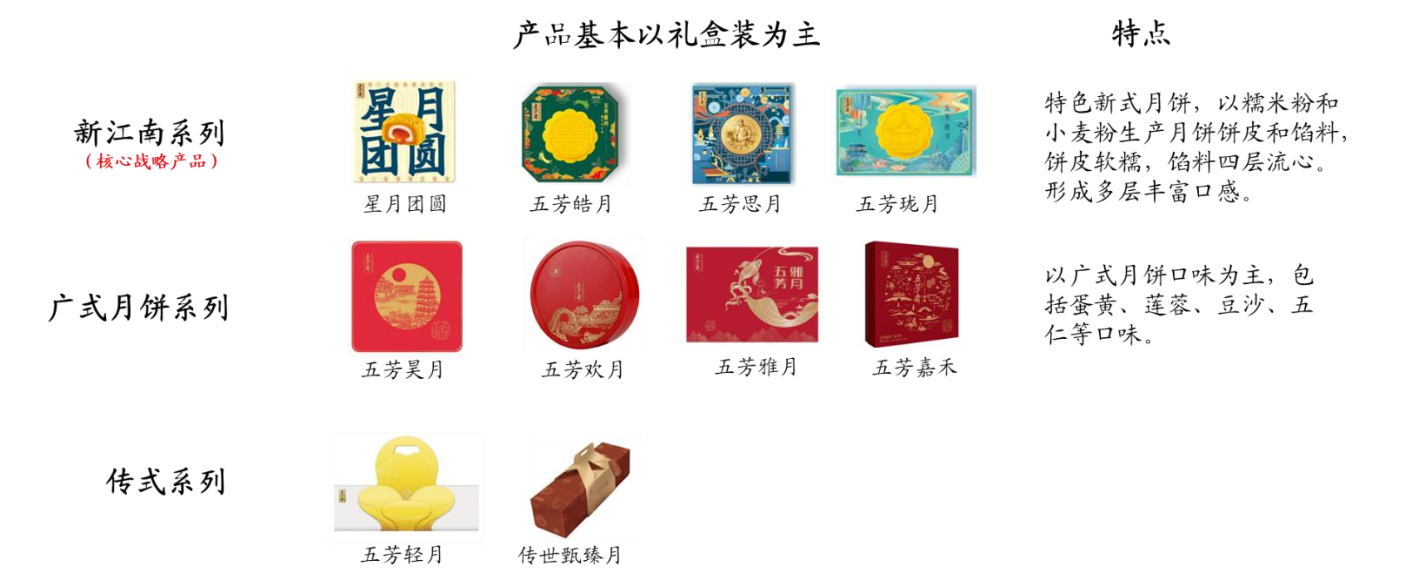 产品基本以礼盒装为主
特点
新江南系列
（核心战略产品）
星月
团圆
星月团圆
五芳皓月
五芳思月
五芳珑月
特色新式月饼，以糯米粉和
小麦粉生产月饼饼皮和馅料，
饼皮软糯，馅料四层流心。
形成多层丰富口感。
广式月饼系列
雅月
五芳
五芳昊月
五芳欢月
五芳雅月
五芳嘉禾
以广式月饼口味为主，包
括蛋黄、莲蓉、豆沙、五
仁等口味。
传式系列
五芳轻月
传世甄臻月